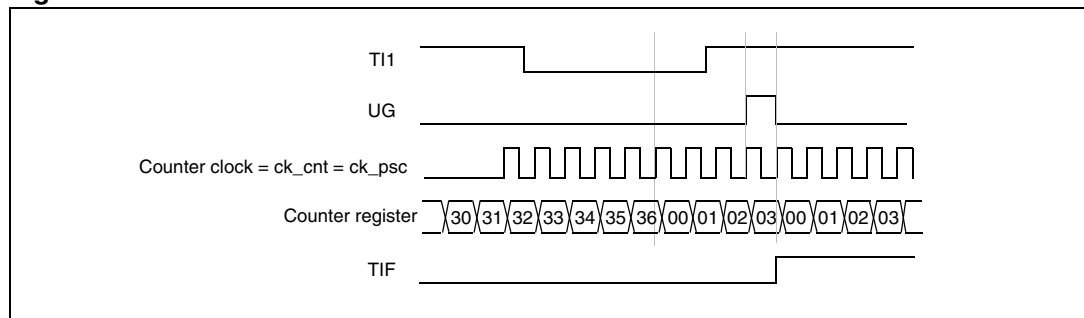 TI1
UG
Counter clock = ck_cnt = ck_psc
Counter register 30 31 32 33 34 35 36 00 01 02 03 00 01 02 03
TIF